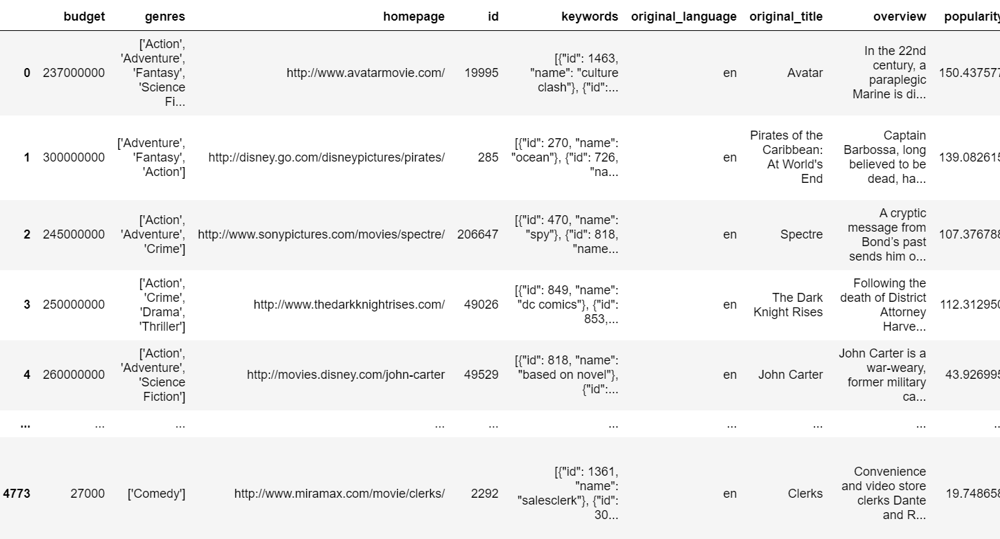 budget genres homepage id keywords original_language original_title overview popularity
0 237000000 ['Action', 'Adventure', 'Fantasy', 'Science Fi... http://www.avatarmovie.com/ 19995 [{"id": 1463, "name": "culture clash"}, {"id":... en Avatar In the 22nd century, a paraplegic Marine is di... 150.437577
1 300000000 ['Adventure', 'Fantasy', 'Action'] http://disney.go.com/disneypictures/pirates/ 285 [{"id": 270, "name": "ocean"}, {"id": 726, "na... en Pirates of the Caribbean: At World's End Captain Barbossa, long believed to be dead, ha... 139.082615
2 245000000 ['Action', 'Adventure', 'Crime'] http://www.sonypictures.com/movies/spectre/ 206647 [{"id": 470, "name": "spy"}, {"id": 818, "name... en Spectre A cryptic message from Bond’s past sends him o... 107.376788
3 250000000 ['Action', 'Crime', 'Drama', 'Thriller'] http://www.thedarkknightrises.com/ 49026 [{"id": 849, "name": "dc comics"}, {"id": 853,... en The Dark Knight Rises Following the death of District Attorney Harve... 112.312950
4 260000000 ['Action', 'Adventure', 'Science Fiction'] http://movies.disney.com/john-carter 49529 [{"id": 818, "name": "based on novel"}, {"id":... en John Carter John Carter is a war-weary, former military ca... 43.926995
... ... ... ... ... ... ... ... ... ..
4773 27000 ['Comedy'] http://www.miramax.com/movie/clerks/ 2292 [{"id": 1361, "name": "salesclerk"}, {"id": 30... en Clerks Convenience and video store clerks Dante and R... 19.748658